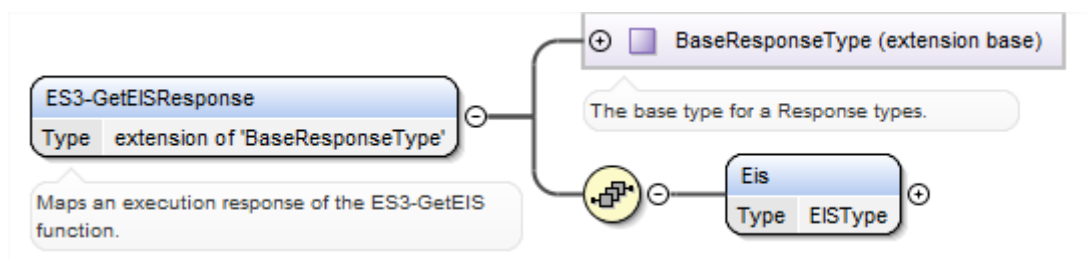 BaseResponseType (extension base)
ES3-GetEISResponse
Type extension of 'BaseResponseType'
The base type for a Response types.
Maps an execution response of the ES3-GetEIS
function.
Eis
Type EISType